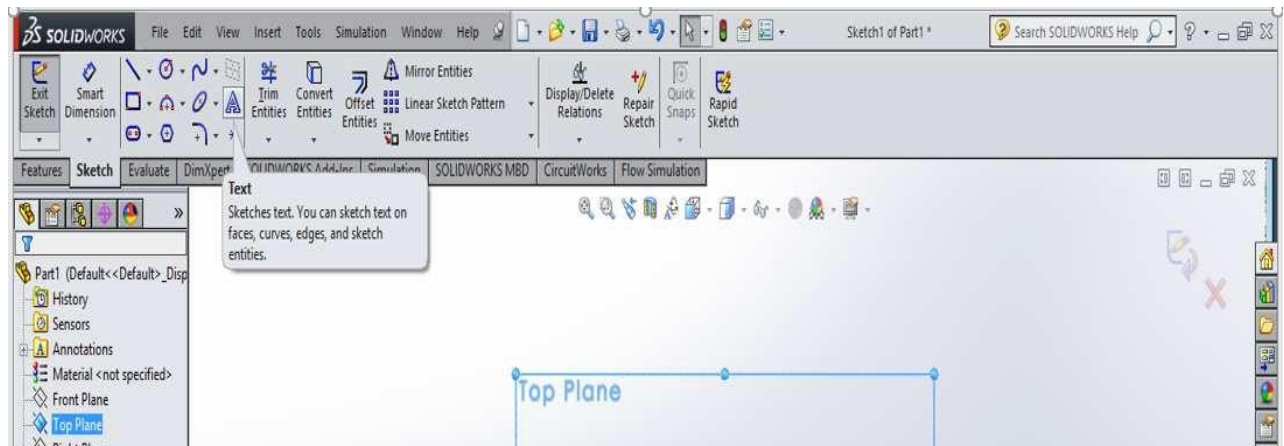 SOLIDWORKS File Edit View Insert Tools Simulation Window Help Sketch1 of Part1 * Search SOLIDWORKS Help
Exit Sketch
Smart Dimension
Trim Entities
Convert Entities
Offset Entities
Mirror Entities
Linear Sketch Pattern
Move Entities
Display/Delete Relations
Repair Sketch
Quick Snaps
Rapid Sketch
Features Sketch Evaluate DimXpert SOLIDWORKS Add-Ins Simulation SOLIDWORKS MBD CircuitWorks Flow Simulation
Text
Sketches text. You can sketch text on
faces, curves, edges, and sketch
entities.
Part1 (Default<<Default>_Disp
History
Sensors
Annotations
Material <not specified>
Front Plane
Top Plane
Top Plane